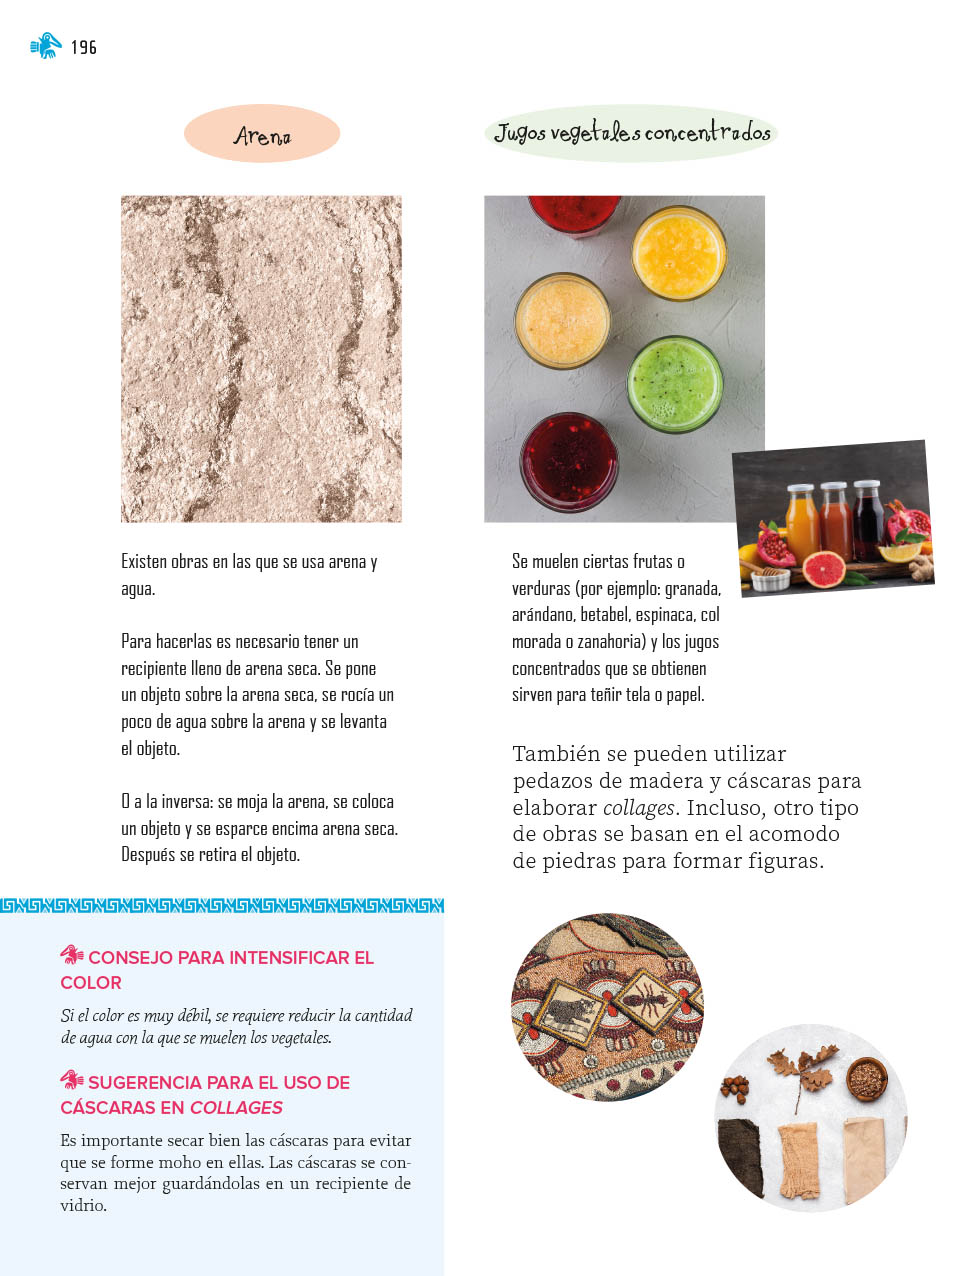 196
Arena
Existen obras en las que se usa arena y
agua.
Para hacerlas es necesario tener un
recipiente lleno de arena seca. Se pone
un objeto sobre la arena seca, se rocía un
poco de agua sobre la arena y se levanta
el objeto.
O a la inversa: se moja la arena, se coloca
un objeto y se esparce encima arena seca.
Después se retira el objeto.
Jugos vegetales concentrados
Se muelen ciertas frutas o
verduras (por ejemplo: granada,
arándano, betabel, espinaca, col
morada o zanahoria) y los jugos
concentrados que se obtienen
sirven para teñir tela o papel.
También se pueden utilizar
pedazos de madera y cáscaras para
elaborar collages. Incluso, otro tipo
de obras se basan en el acomodo
de piedras para formar figuras.
CONSEJO PARA INTENSIFICAR EL
COLOR
Si el color es muy débil, se requiere reducir la cantidad
de agua con la que se muelen los vegetales.
SUGERENCIA PARA EL USO DE
CÁSCARAS EN COLLAGES
Es importante secar bien las cáscaras para evitar
que se forme moho en ellas. Las cáscaras se con-
servan mejor guardándolas en un recipiente de
vidrio.